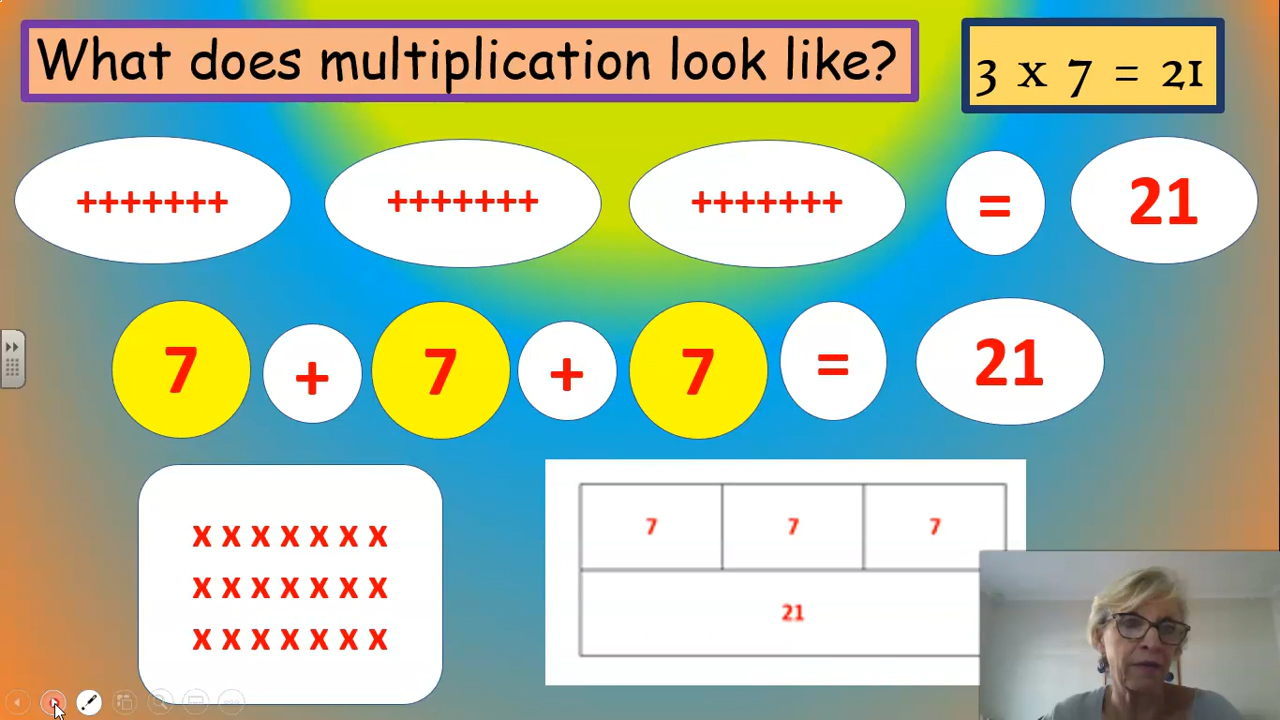 What does multiplication look like?
3 x 7 = 21
+++++++ +++++++ +++++++ = 21
7 + 7 + 7 = 21
x x x x x x x
x x x x x x x
x x x x x x x
7 7 7
21